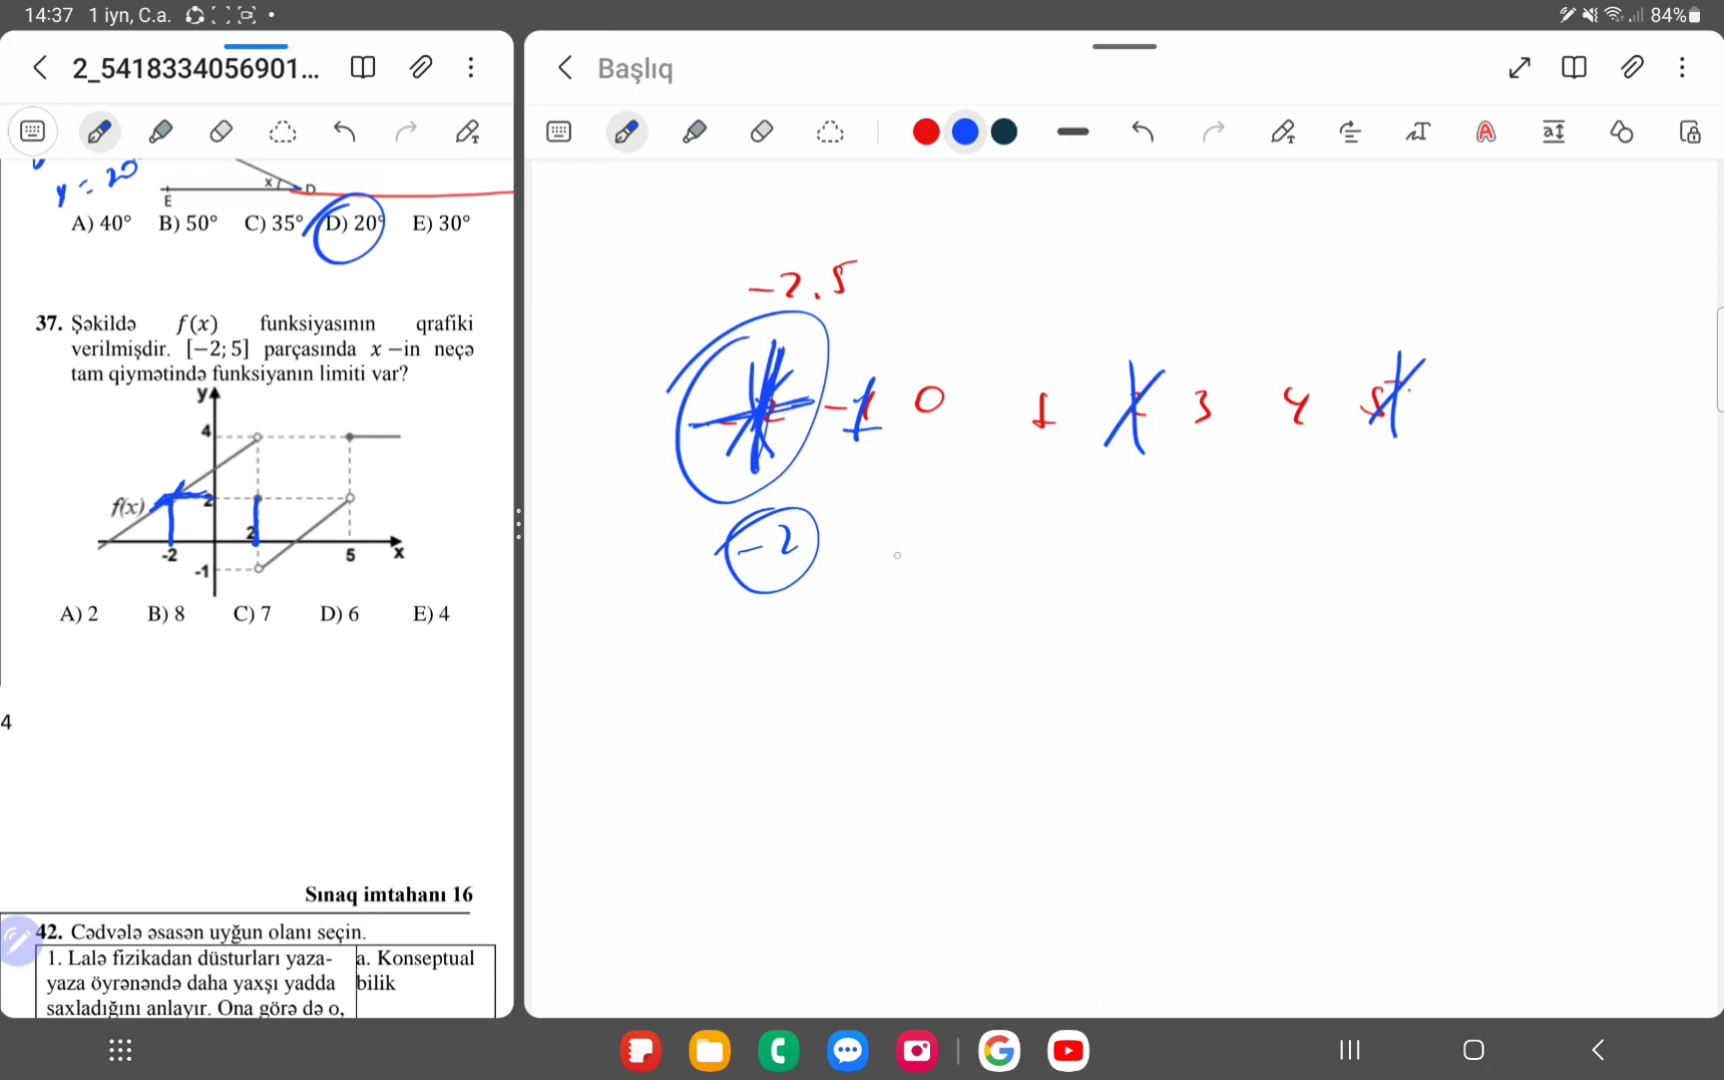 14:37 1 iyn, C.a. 84%
2_5418334056901...
Başlıq
y = 20
x
D
E
A) 40° B) 50° C) 35° D) 20° E) 30°
37. Şəkildə f(x) funksiyasının qrafiki
verilmişdir. [−2; 5] parçasında x −in neçə
tam qiymətində funksiyanın limiti var?
y
4
f(x)
2
2
-2
5
x
-1
A) 2 B) 8 C) 7 D) 6 E) 4
4
Sınaq imtahanı 16
42. Cədvələ əsasən uyğun olanı seçin.
1. Lalə fizikadan düsturları yaza-
yaza öyrənəndə daha yaxşı yadda
saxladığını anlayır. Ona görə də o,
a. Konseptual
bilik
-2.5
-1 0 1 3 4 5
-2